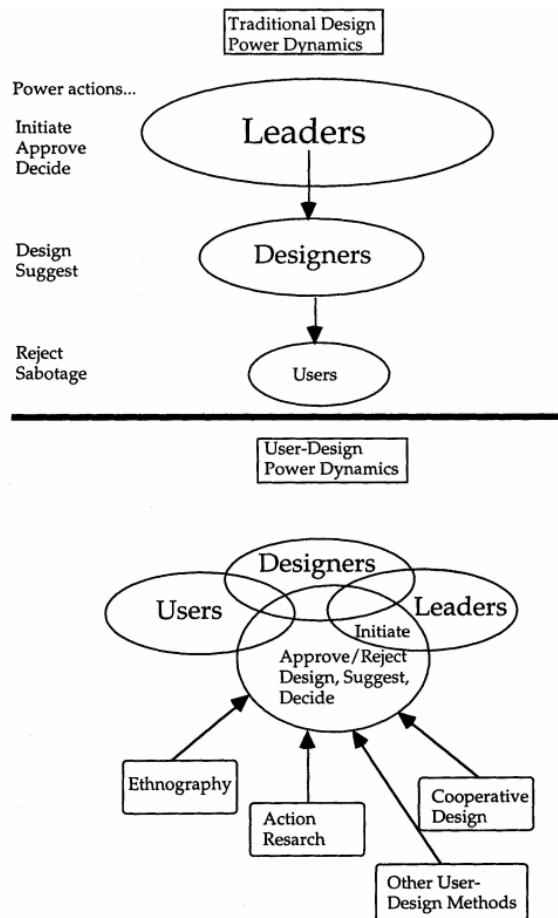 Traditional Design
Power Dynamics
Power actions...
Initiate
Approve
Decide
Leaders
Design
Suggest
Designers
Reject
Sabotage
Users
User-Design
Power Dynamics
Designers
Users
Leaders
Initiate
Approve/Reject
Design, Suggest,
Decide
Ethnography
Action
Resarch
Cooperative
Design
Other User-
Design Methods